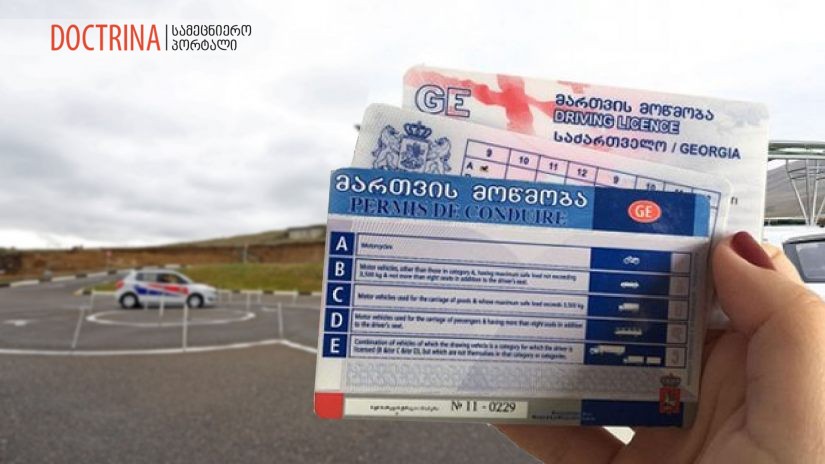 DOCTRINA
სამეცნიერო
პორტალი
GE
მართვის მოწმობა
DRIVING LICENCE
საქართველო / GEORGIA
9 10 11 12 9 10
A
მართვის მოწმობა
PERMIS DE CONDUIRE
GE
A Motorcycles
B Motor vehicles, other than those in category A, having maximum safe load not exceeding
3,500 kg & not more than eight seats in addition to the driver's seat.
C Motor vehicles used for the carriage of goods & whose maximum safe load exceeds 3,500 kg
D Motor vehicles used for the carriage of passengers & having more than eight seats in addition
to the driver's seat.
E Combination of vehicles of which the drawing vehicle is a category for which the driver is
licensed (B &/or C &/or D), but which are not themselves in that category or categories.
№ 11 - 0229